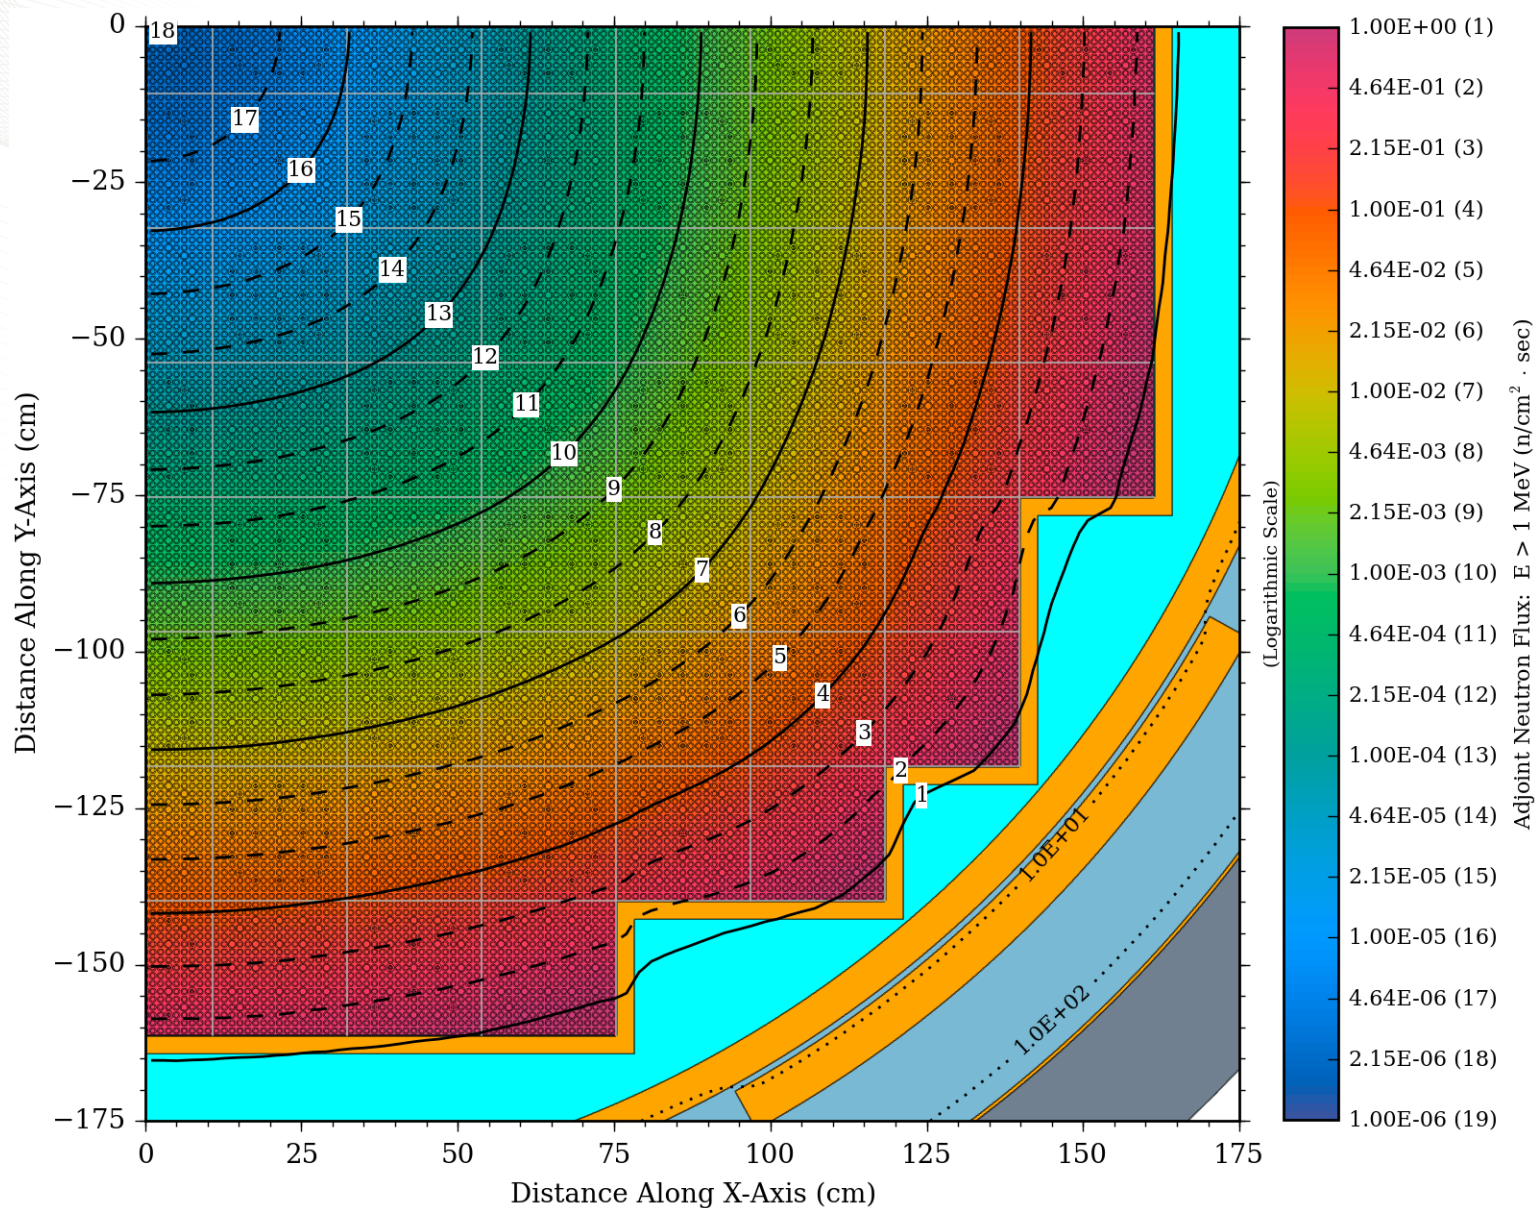 0
−25
−50
−75
−100
−125
−150
−175
Distance Along Y-Axis (cm)
0
25
50
75
100
125
150
175
Distance Along X-Axis (cm)
18
17
16
15
14
13
12
11
10
9
8
7
6
5
4
3
2
1
1.0E+01
1.0E+02
(Logarithmic Scale)
1.00E+00 (1)
4.64E-01 (2)
2.15E-01 (3)
1.00E-01 (4)
4.64E-02 (5)
2.15E-02 (6)
1.00E-02 (7)
4.64E-03 (8)
2.15E-03 (9)
1.00E-03 (10)
4.64E-04 (11)
2.15E-04 (12)
1.00E-04 (13)
4.64E-05 (14)
2.15E-05 (15)
1.00E-05 (16)
4.64E-06 (17)
2.15E-06 (18)
1.00E-06 (19)
Adjoint Neutron Flux: E > 1 MeV (n/cm² · sec)